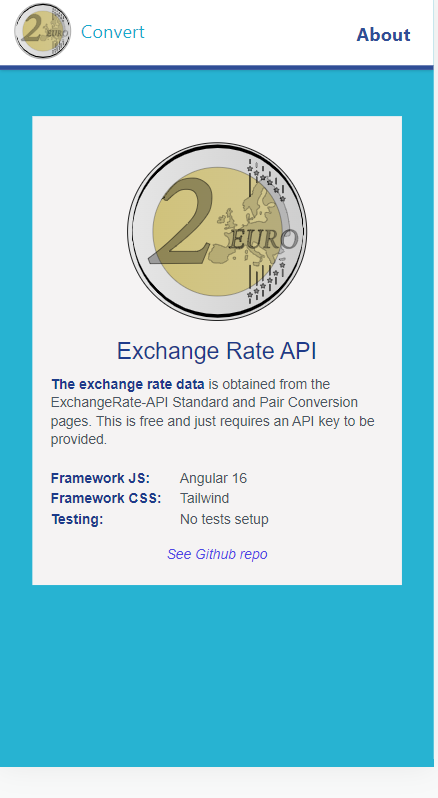 2 EURO
Convert
About
2 EURO
Exchange Rate API
The exchange rate data is obtained from the
ExchangeRate-API Standard and Pair Conversion
pages. This is free and just requires an API key to be
provided.
Framework JS: Angular 16
Framework CSS: Tailwind
Testing: No tests setup
See Github repo